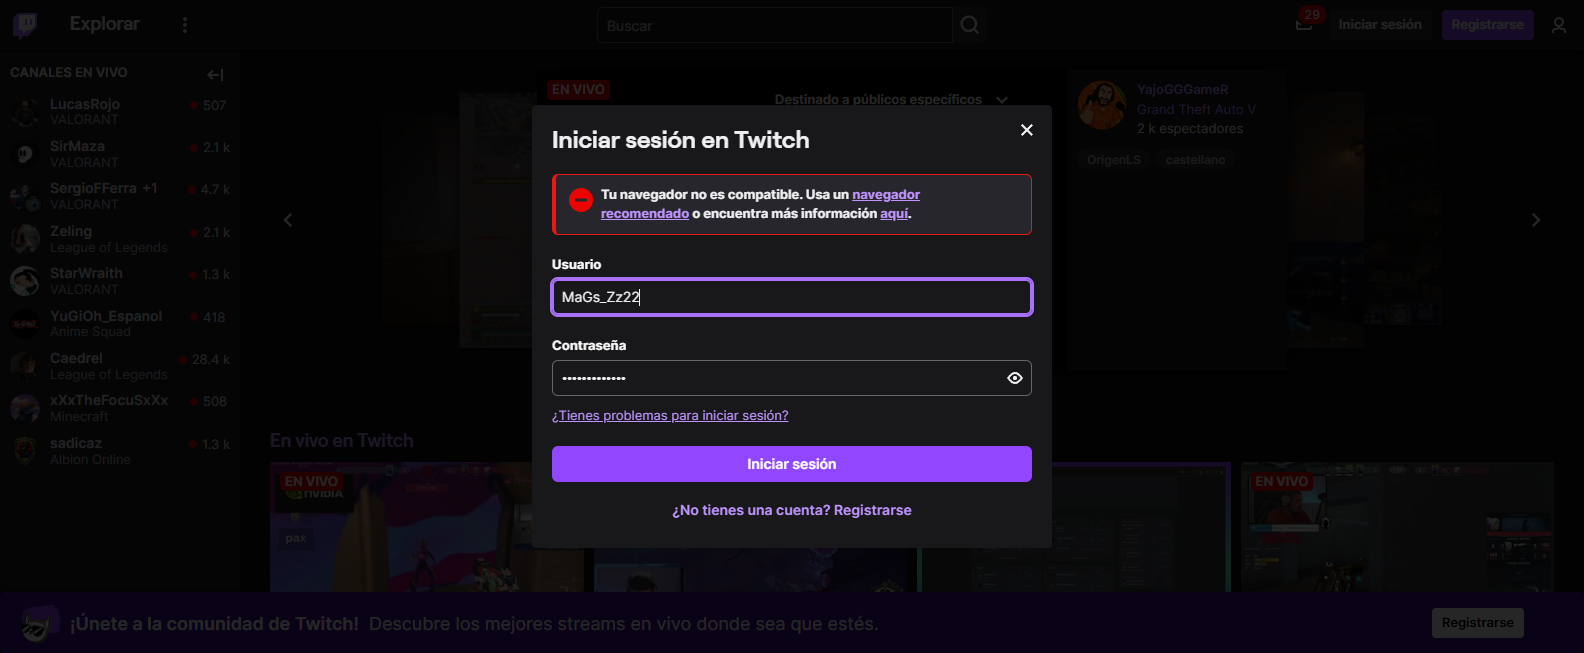 Explorar
Buscar
29
Iniciar sesión
Registrarse
CANALES EN VIVO
LucasRojo
507
VALORANT
SirMaza
2.1 k
VALORANT
SergioFFerra +1
4.7 k
VALORANT
Zeling
2.1 k
League of Legends
StarWraith
1.3 k
VALORANT
YuGiOh_Espanol
418
Anime Squad
Caedrel
28.4 k
League of Legends
xXxTheFocuSxXx
508
Minecraft
sadicaz
1.3 k
Albion Online
EN VIVO
Destinado a públicos específicos
YajoGGGameR
Grand Theft Auto V
2 k espectadores
OrigenLS
castellano
Iniciar sesión en Twitch
Tu navegador no es compatible. Usa un navegador
recomendado o encuentra más información aquí.
Usuario
MaGs_Zz22
Contraseña
•••••••••••••
¿Tienes problemas para iniciar sesión?
Iniciar sesión
¿No tienes una cuenta? Registrarse
En vivo en Twitch
EN VIVO
NVIDIA
pax
EN VIVO
¡Únete a la comunidad de Twitch! Descubre los mejores streams en vivo donde sea que estés.
Registrarse